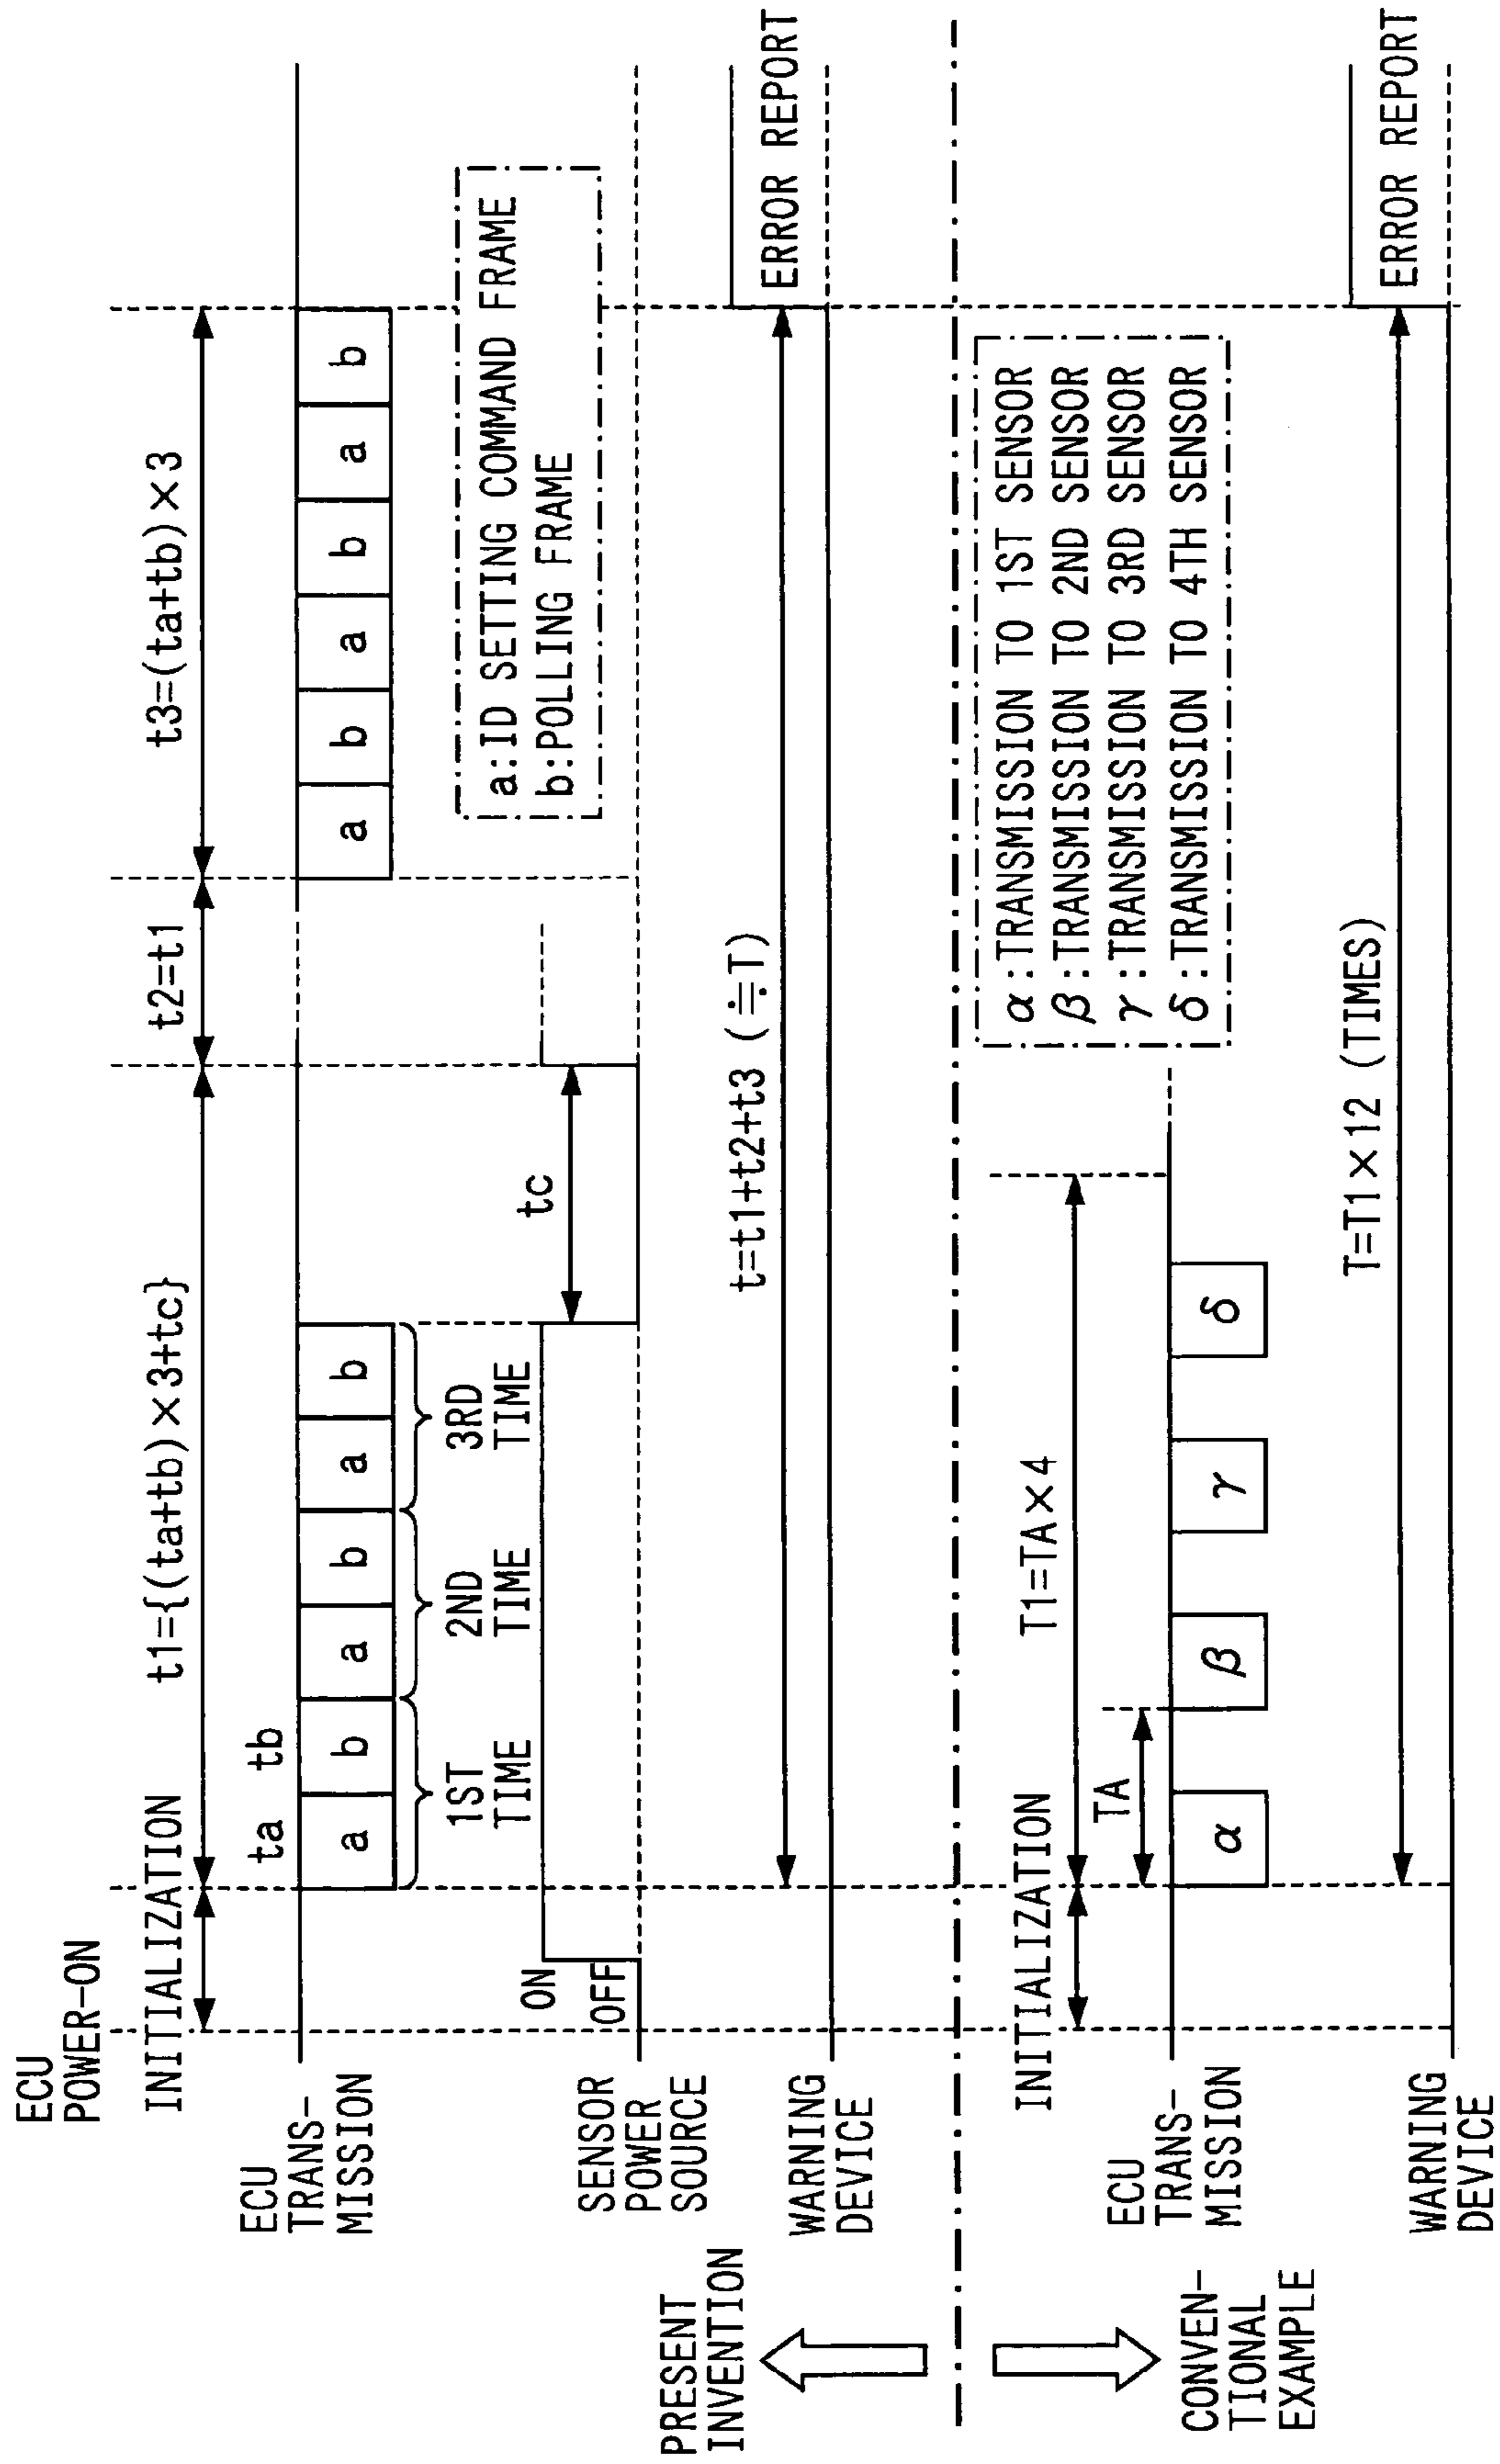 ECU
POWER-ON
INITIALIZATION
t1={(ta+tb)×3+tc}
t2=t1
t3=(ta+tb)×3
ta
tb
ECU
TRANS-
MISSION
a
b
a
b
a
b
a
b
a
b
a
b
1ST
TIME
2ND
TIME
3RD
TIME
a:ID SETTING COMMAND FRAME
b:POLLING FRAME
SENSOR
POWER
SOURCE
ON
OFF
tc
WARNING
DEVICE
t=t1+t2+t3 (≒T)
ERROR REPORT
PRESENT
INVENTION
CONVEN-
TIONAL
EXAMPLE
INITIALIZATION
T1=TA×4
TA
α:TRANSMISSION TO 1ST SENSOR
β:TRANSMISSION TO 2ND SENSOR
γ:TRANSMISSION TO 3RD SENSOR
δ:TRANSMISSION TO 4TH SENSOR
ECU
TRANS-
MISSION
α
β
γ
δ
WARNING
DEVICE
T=T1×12 (TIMES)
ERROR REPORT